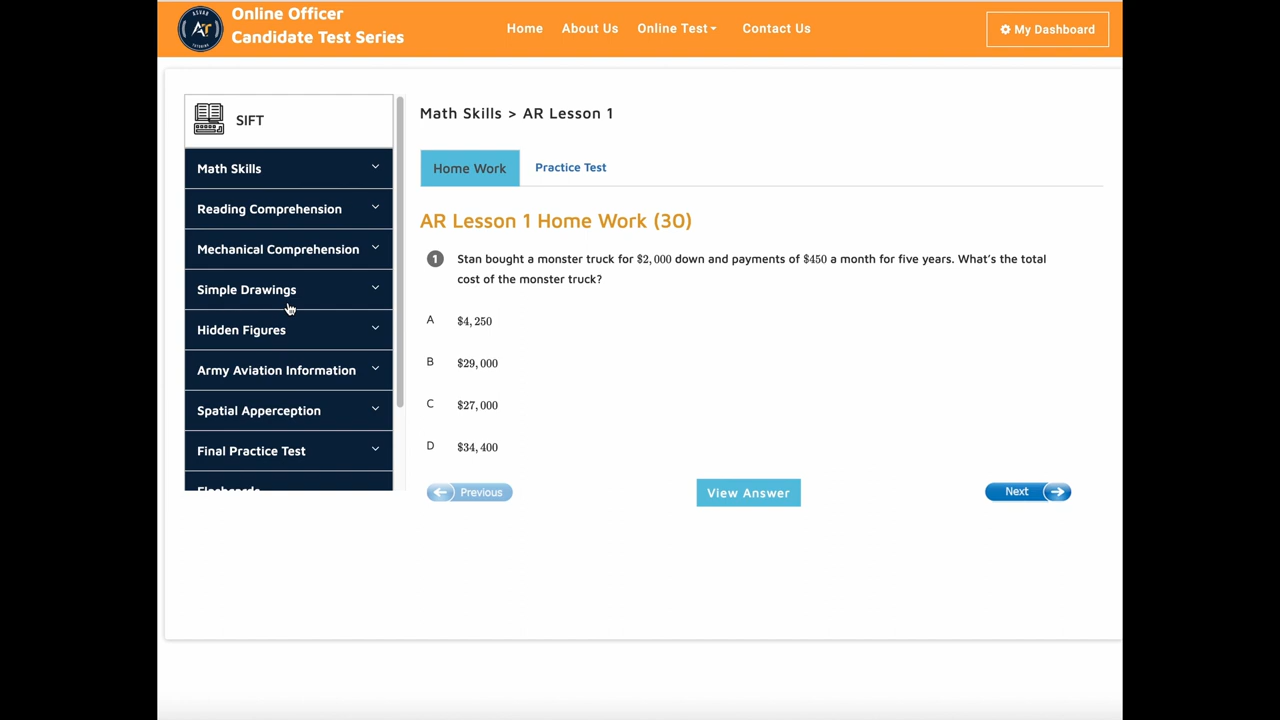 Online Officer
Candidate Test Series
Home
About Us
Online Test
Contact Us
My Dashboard
SIFT
Math Skills
Reading Comprehension
Mechanical Comprehension
Simple Drawings
Hidden Figures
Army Aviation Information
Spatial Apperception
Final Practice Test
Flashcards
Math Skills > AR Lesson 1
Home Work
Practice Test
AR Lesson 1 Home Work (30)
1
Stan bought a monster truck for $2,000 down and payments of $450 a month for five years. What's the total
cost of the monster truck?
A
$4,250
B
$29,000
C
$27,000
D
$34,400
Previous
View Answer
Next